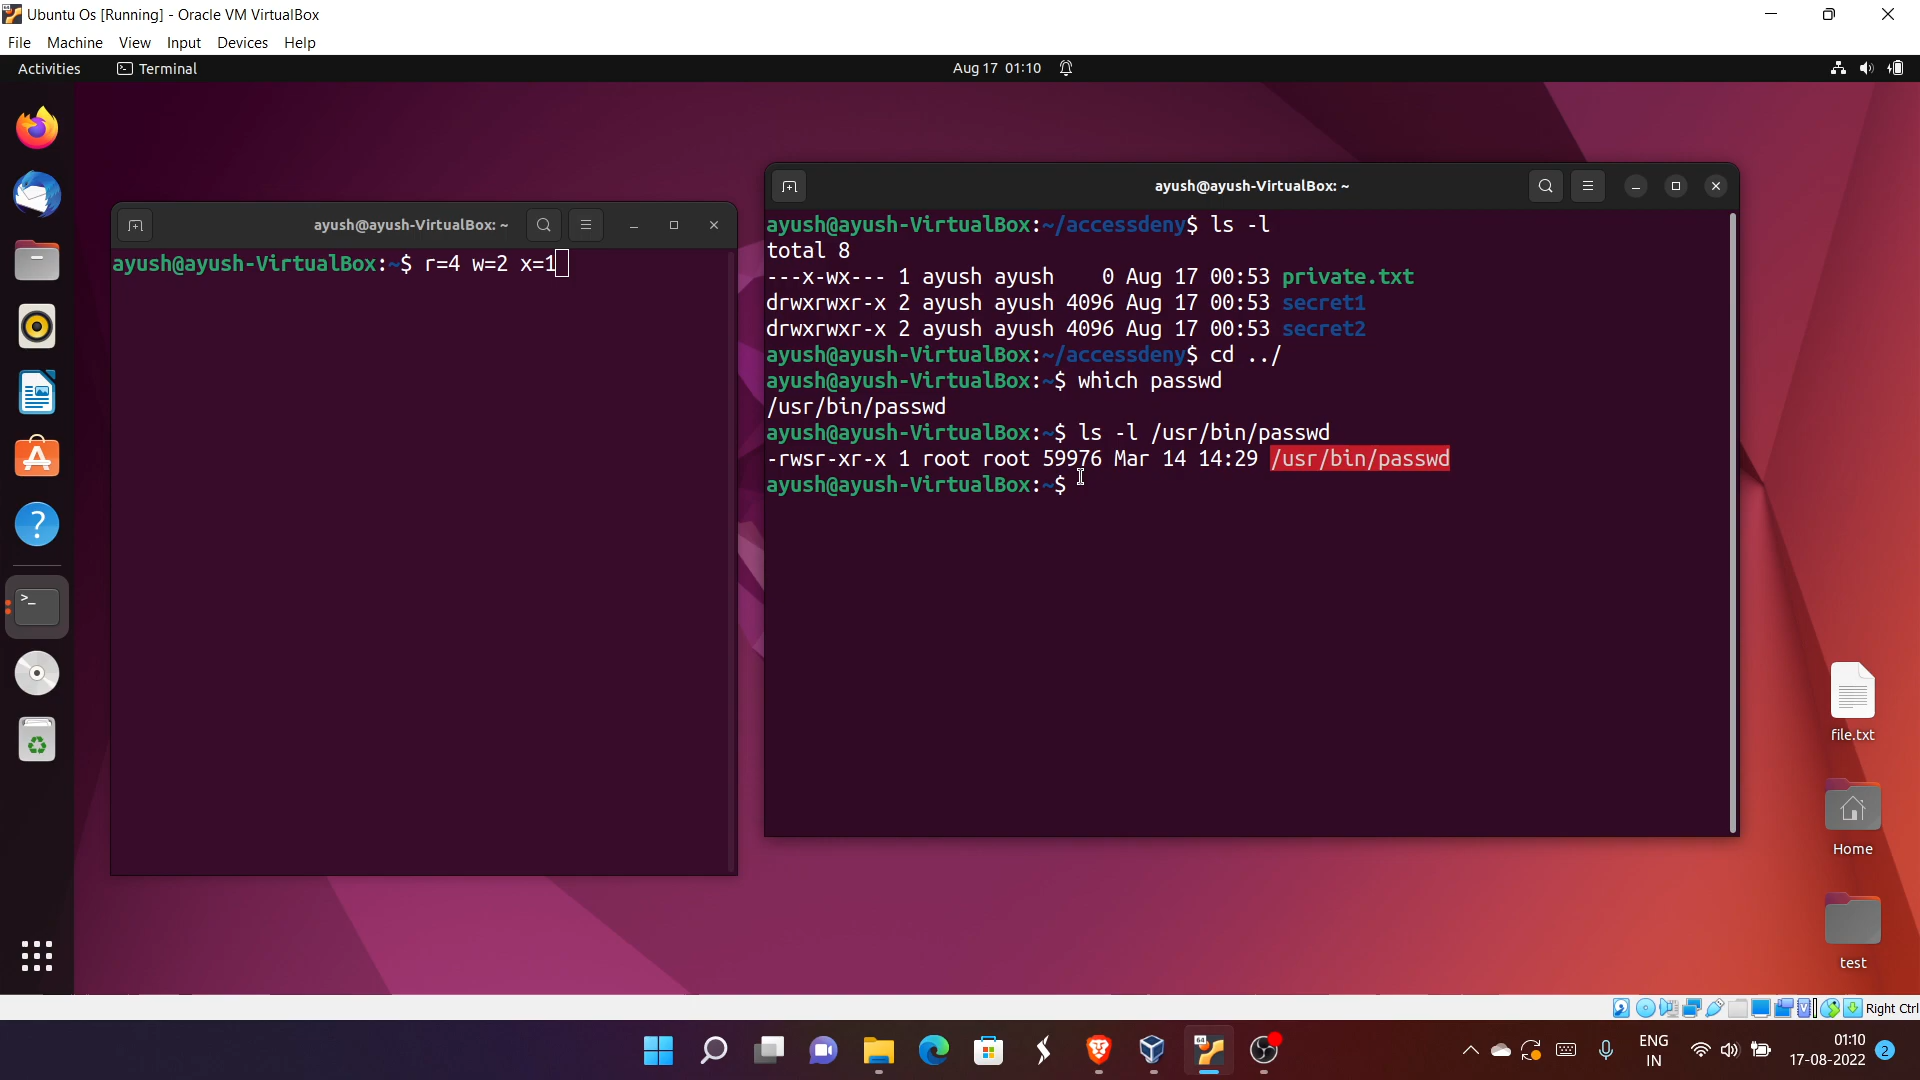 Ubuntu Os [Running] - Oracle VM VirtualBox
File Machine View Input Devices Help
Activities Terminal Aug 17 01:10
ayush@ayush-VirtualBox: ~
ayush@ayush-VirtualBox:~$ r=4 w=2 x=1
ayush@ayush-VirtualBox: ~
ayush@ayush-VirtualBox:~/accessdeny$ ls -l
total 8
---x-wx--- 1 ayush ayush    0 Aug 17 00:53 private.txt
drwxrwxr-x 2 ayush ayush 4096 Aug 17 00:53 secret1
drwxrwxr-x 2 ayush ayush 4096 Aug 17 00:53 secret2
ayush@ayush-VirtualBox:~/accessdeny$ cd ../
ayush@ayush-VirtualBox:~$ which passwd
/usr/bin/passwd
ayush@ayush-VirtualBox:~$ ls -l /usr/bin/passwd
-rwsr-xr-x 1 root root 59976 Mar 14 14:29 /usr/bin/passwd
ayush@ayush-VirtualBox:~$
file.txt
Home
test
Right Ctrl
ENG
IN
01:10
17-08-2022
2